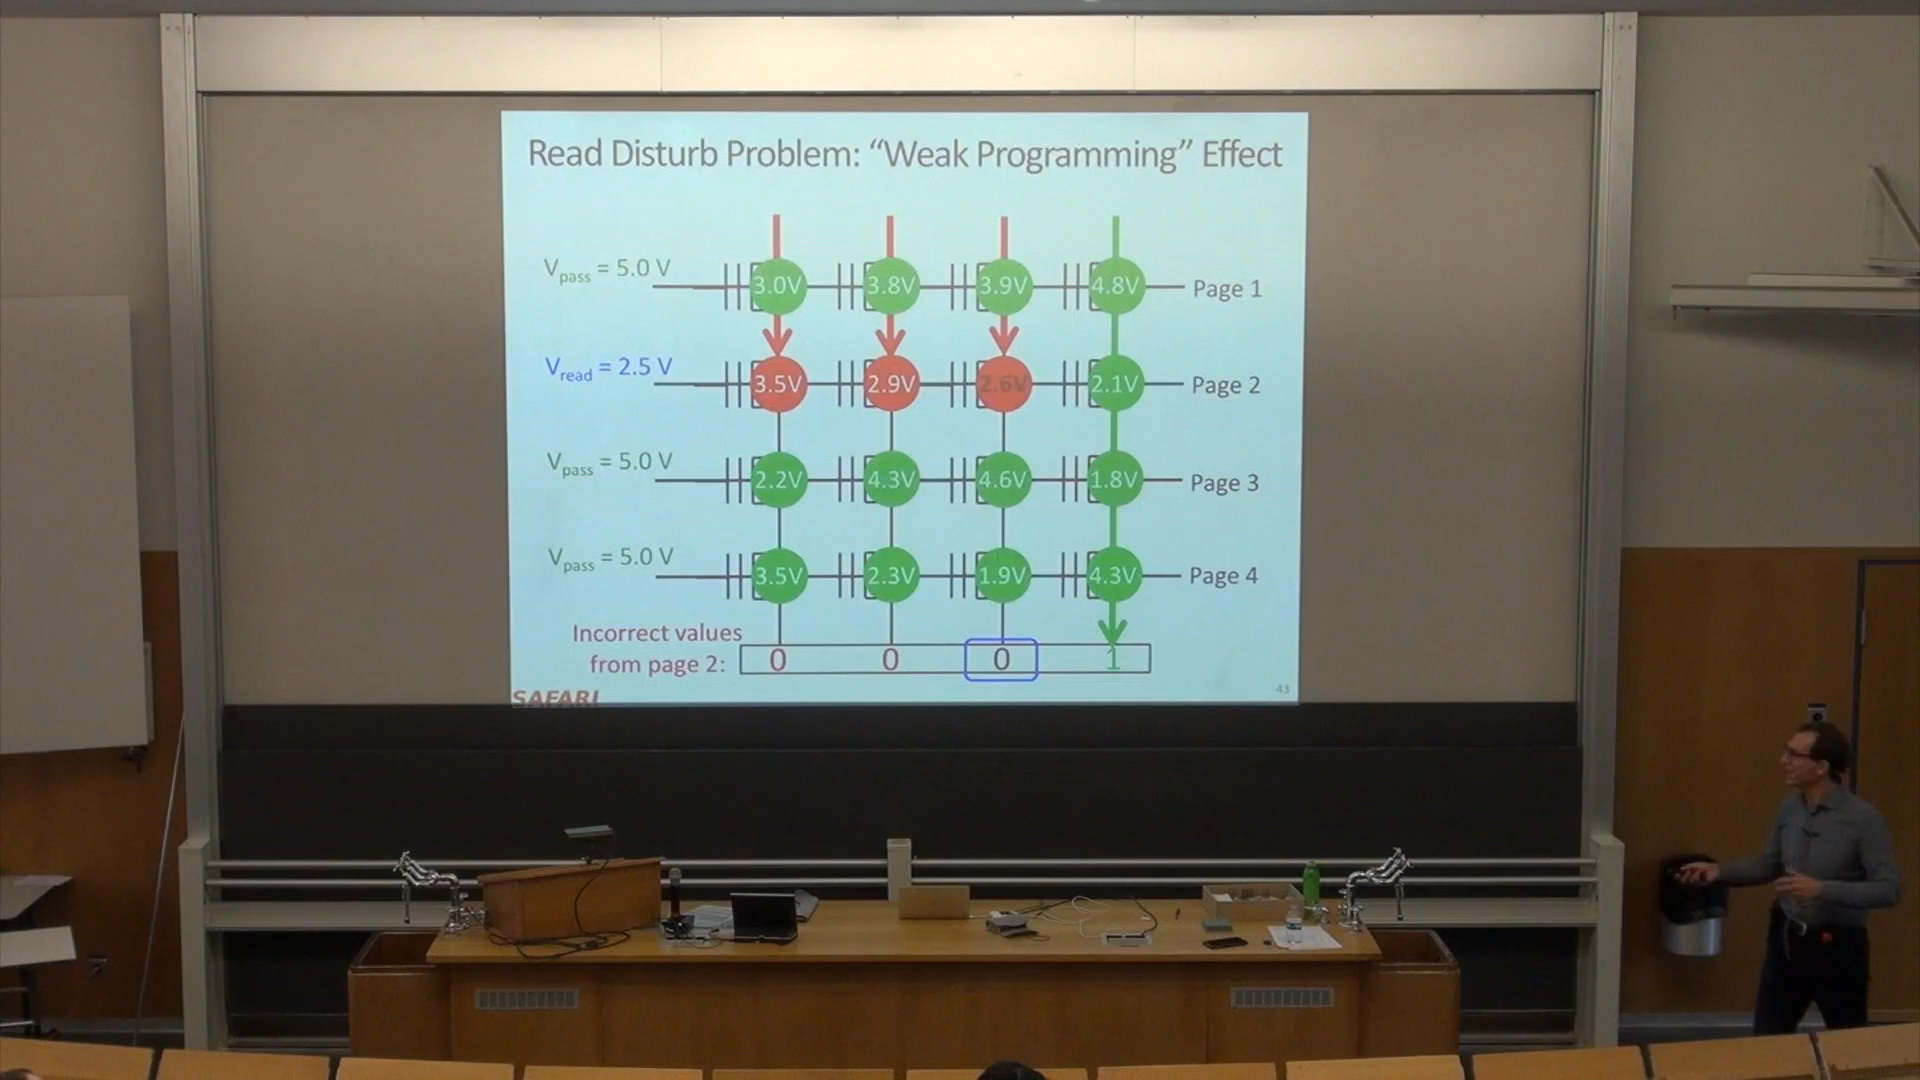 Read Disturb Problem: “Weak Programming” Effect
Vpass = 5.0 V 3.0V 3.8V 3.9V 4.8V Page 1
Vread = 2.5 V 3.5V 2.9V 2.6V 2.1V Page 2
Vpass = 5.0 V 2.2V 4.3V 4.6V 1.8V Page 3
Vpass = 5.0 V 3.5V 2.3V 1.9V 4.3V Page 4
Incorrect values
from page 2: 0 0 0 1
SAFARI
43